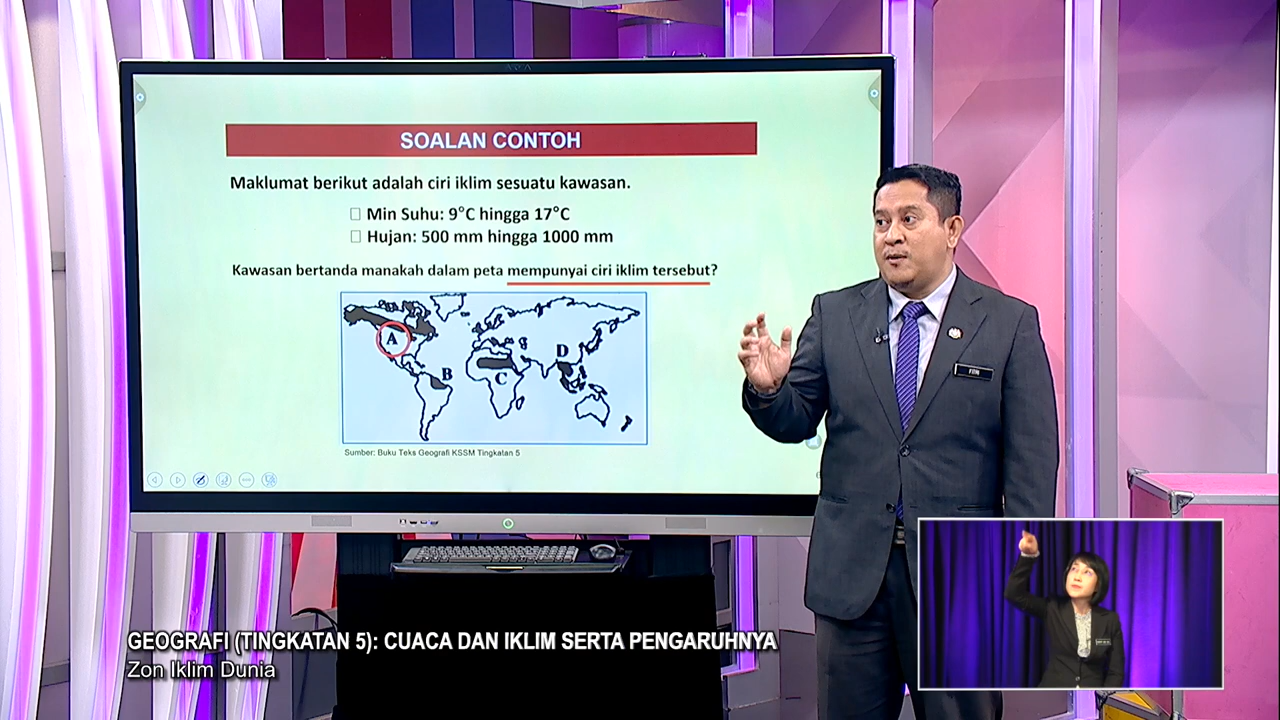 SOALAN CONTOH
Maklumat berikut adalah ciri iklim sesuatu kawasan.
Min Suhu: 9°C hingga 17°C
Hujan: 500 mm hingga 1000 mm
Kawasan bertanda manakah dalam peta mempunyai ciri iklim tersebut?
A
B
C
D
Sumber: Buku Teks Geografi KSSM Tingkatan 5
FITRI
GEOGRAFI (TINGKATAN 5): CUACA DAN IKLIM SERTA PENGARUHNYA
Zon Iklim Dunia